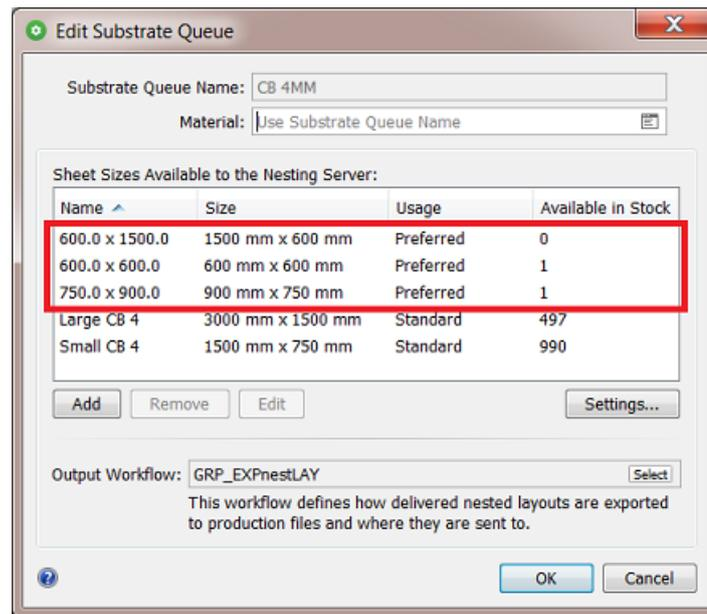 Edit Substrate Queue
X
Substrate Queue Name: CB 4MM
Material: Use Substrate Queue Name
Sheet Sizes Available to the Nesting Server:
Name Size Usage Available in Stock
600.0 x 1500.0 1500 mm x 600 mm Preferred 0
600.0 x 600.0 600 mm x 600 mm Preferred 1
750.0 x 900.0 900 mm x 750 mm Preferred 1
Large CB 4 3000 mm x 1500 mm Standard 497
Small CB 4 1500 mm x 750 mm Standard 990
Add Remove Edit Settings...
Output Workflow: GRP_EXPnestLAY Select
This workflow defines how delivered nested layouts are exported
to production files and where they are sent to.
? OK Cancel